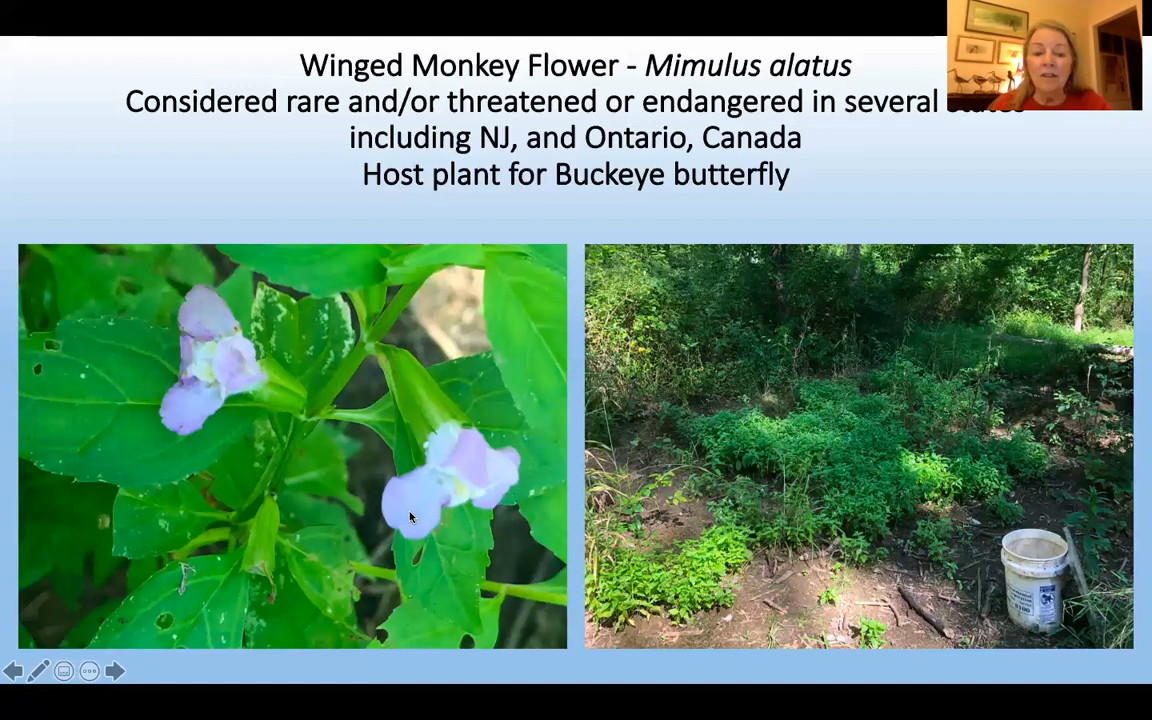 Winged Monkey Flower - Mimulus alatus
Considered rare and/or threatened or endangered in several states
including NJ, and Ontario, Canada
Host plant for Buckeye butterfly